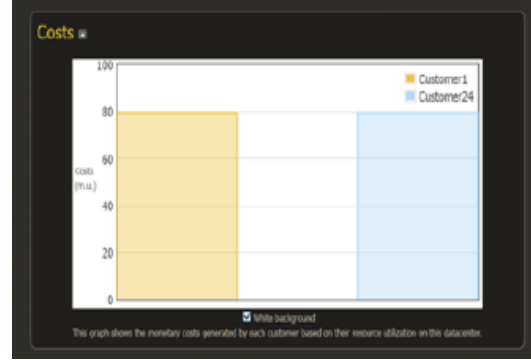 Costs
100
Customer1
Customer24
80
60
Costs
(m.u.)
40
20
0
White background
This graph shows the monetary costs generated by each customer based on their resource utilization on this datacenter.